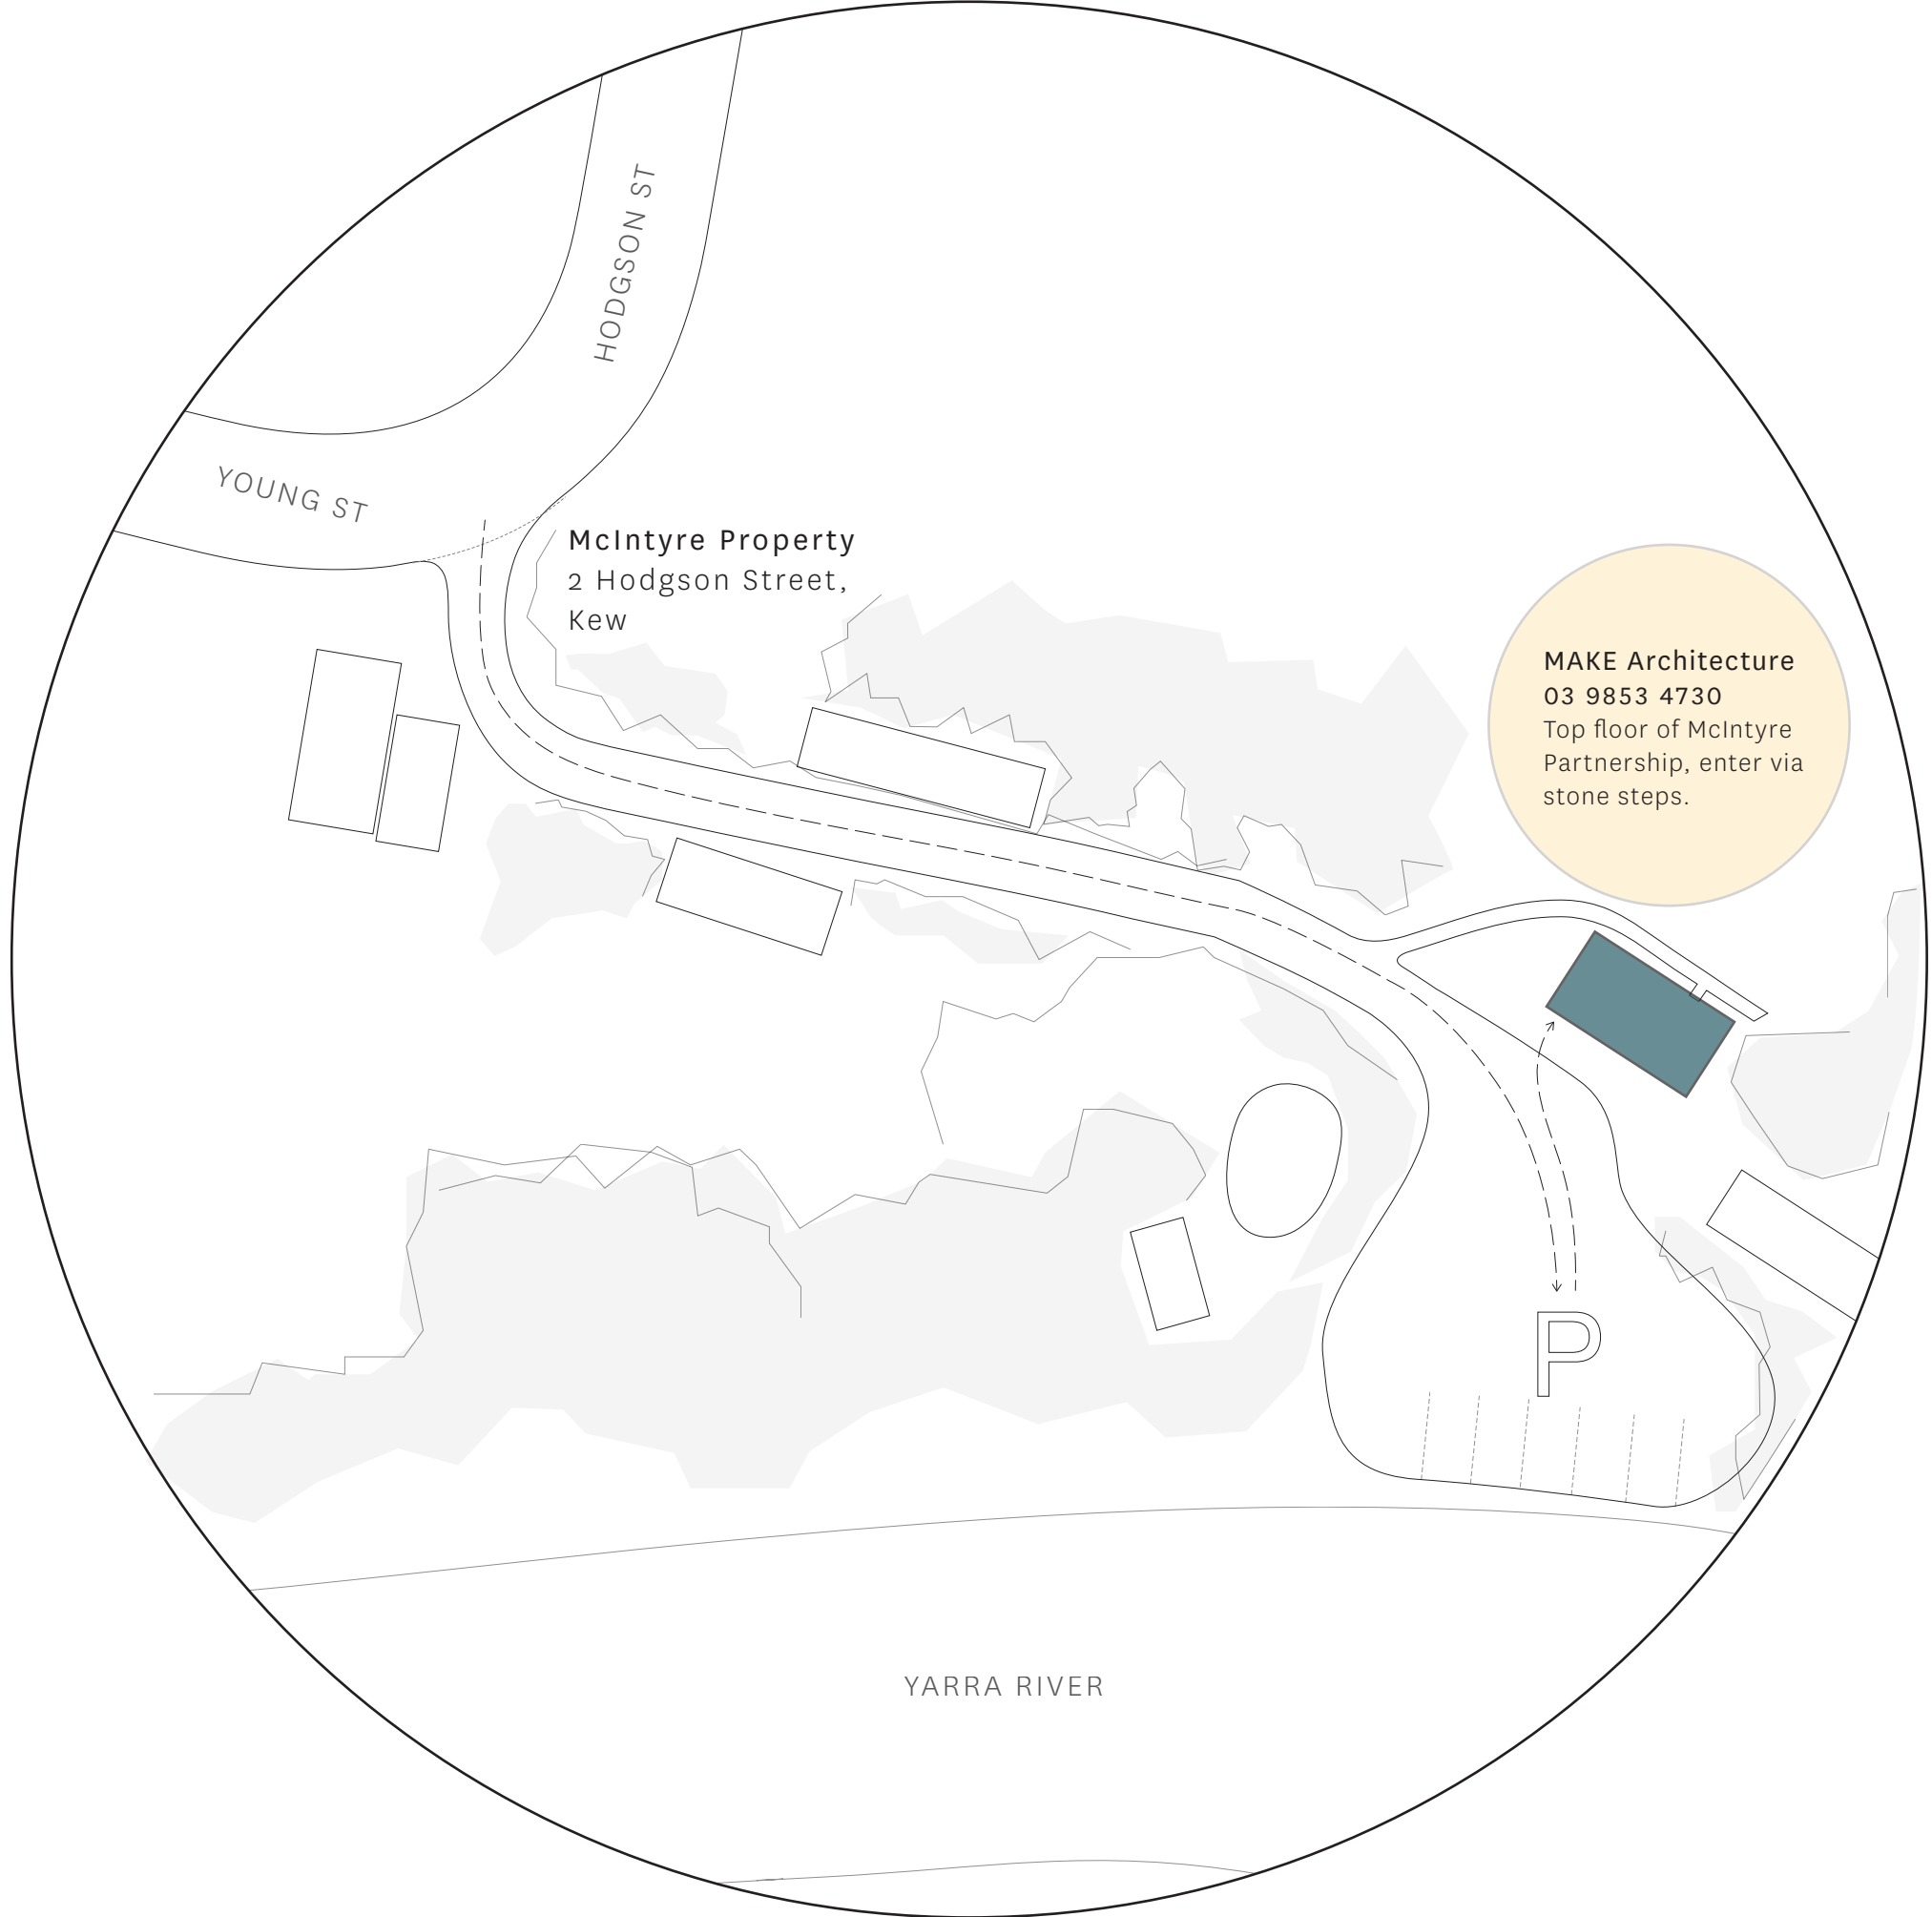 HODGSON ST
YOUNG ST
McIntyre Property
2 Hodgson Street,
Kew
MAKE Architecture
03 9853 4730
Top floor of McIntyre
Partnership, enter via
stone steps.
P
YARRA RIVER